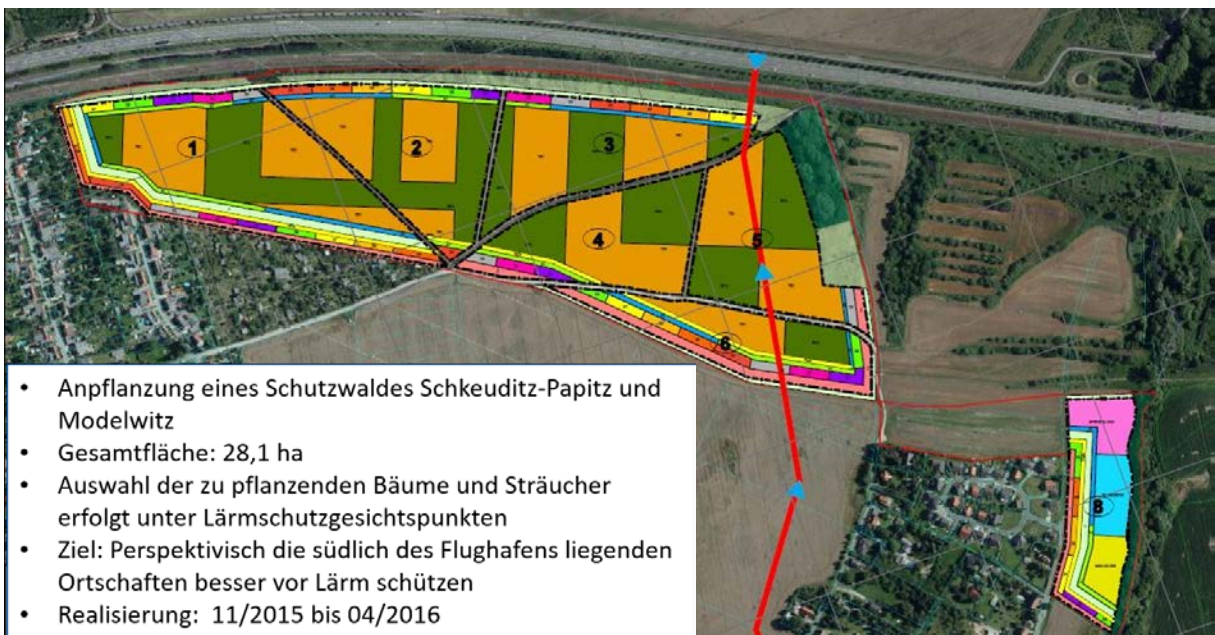 1
2
3
4
5
6
8
• Anpflanzung eines Schutzwaldes Schkeuditz-Papitz und
Modelwitz
• Gesamtfläche: 28,1 ha
• Auswahl der zu pflanzenden Bäume und Sträucher
erfolgt unter Lärmschutzgesichtspunkten
• Ziel: Perspektivisch die südlich des Flughafens liegenden
Ortschaften besser vor Lärm schützen
• Realisierung: 11/2015 bis 04/2016